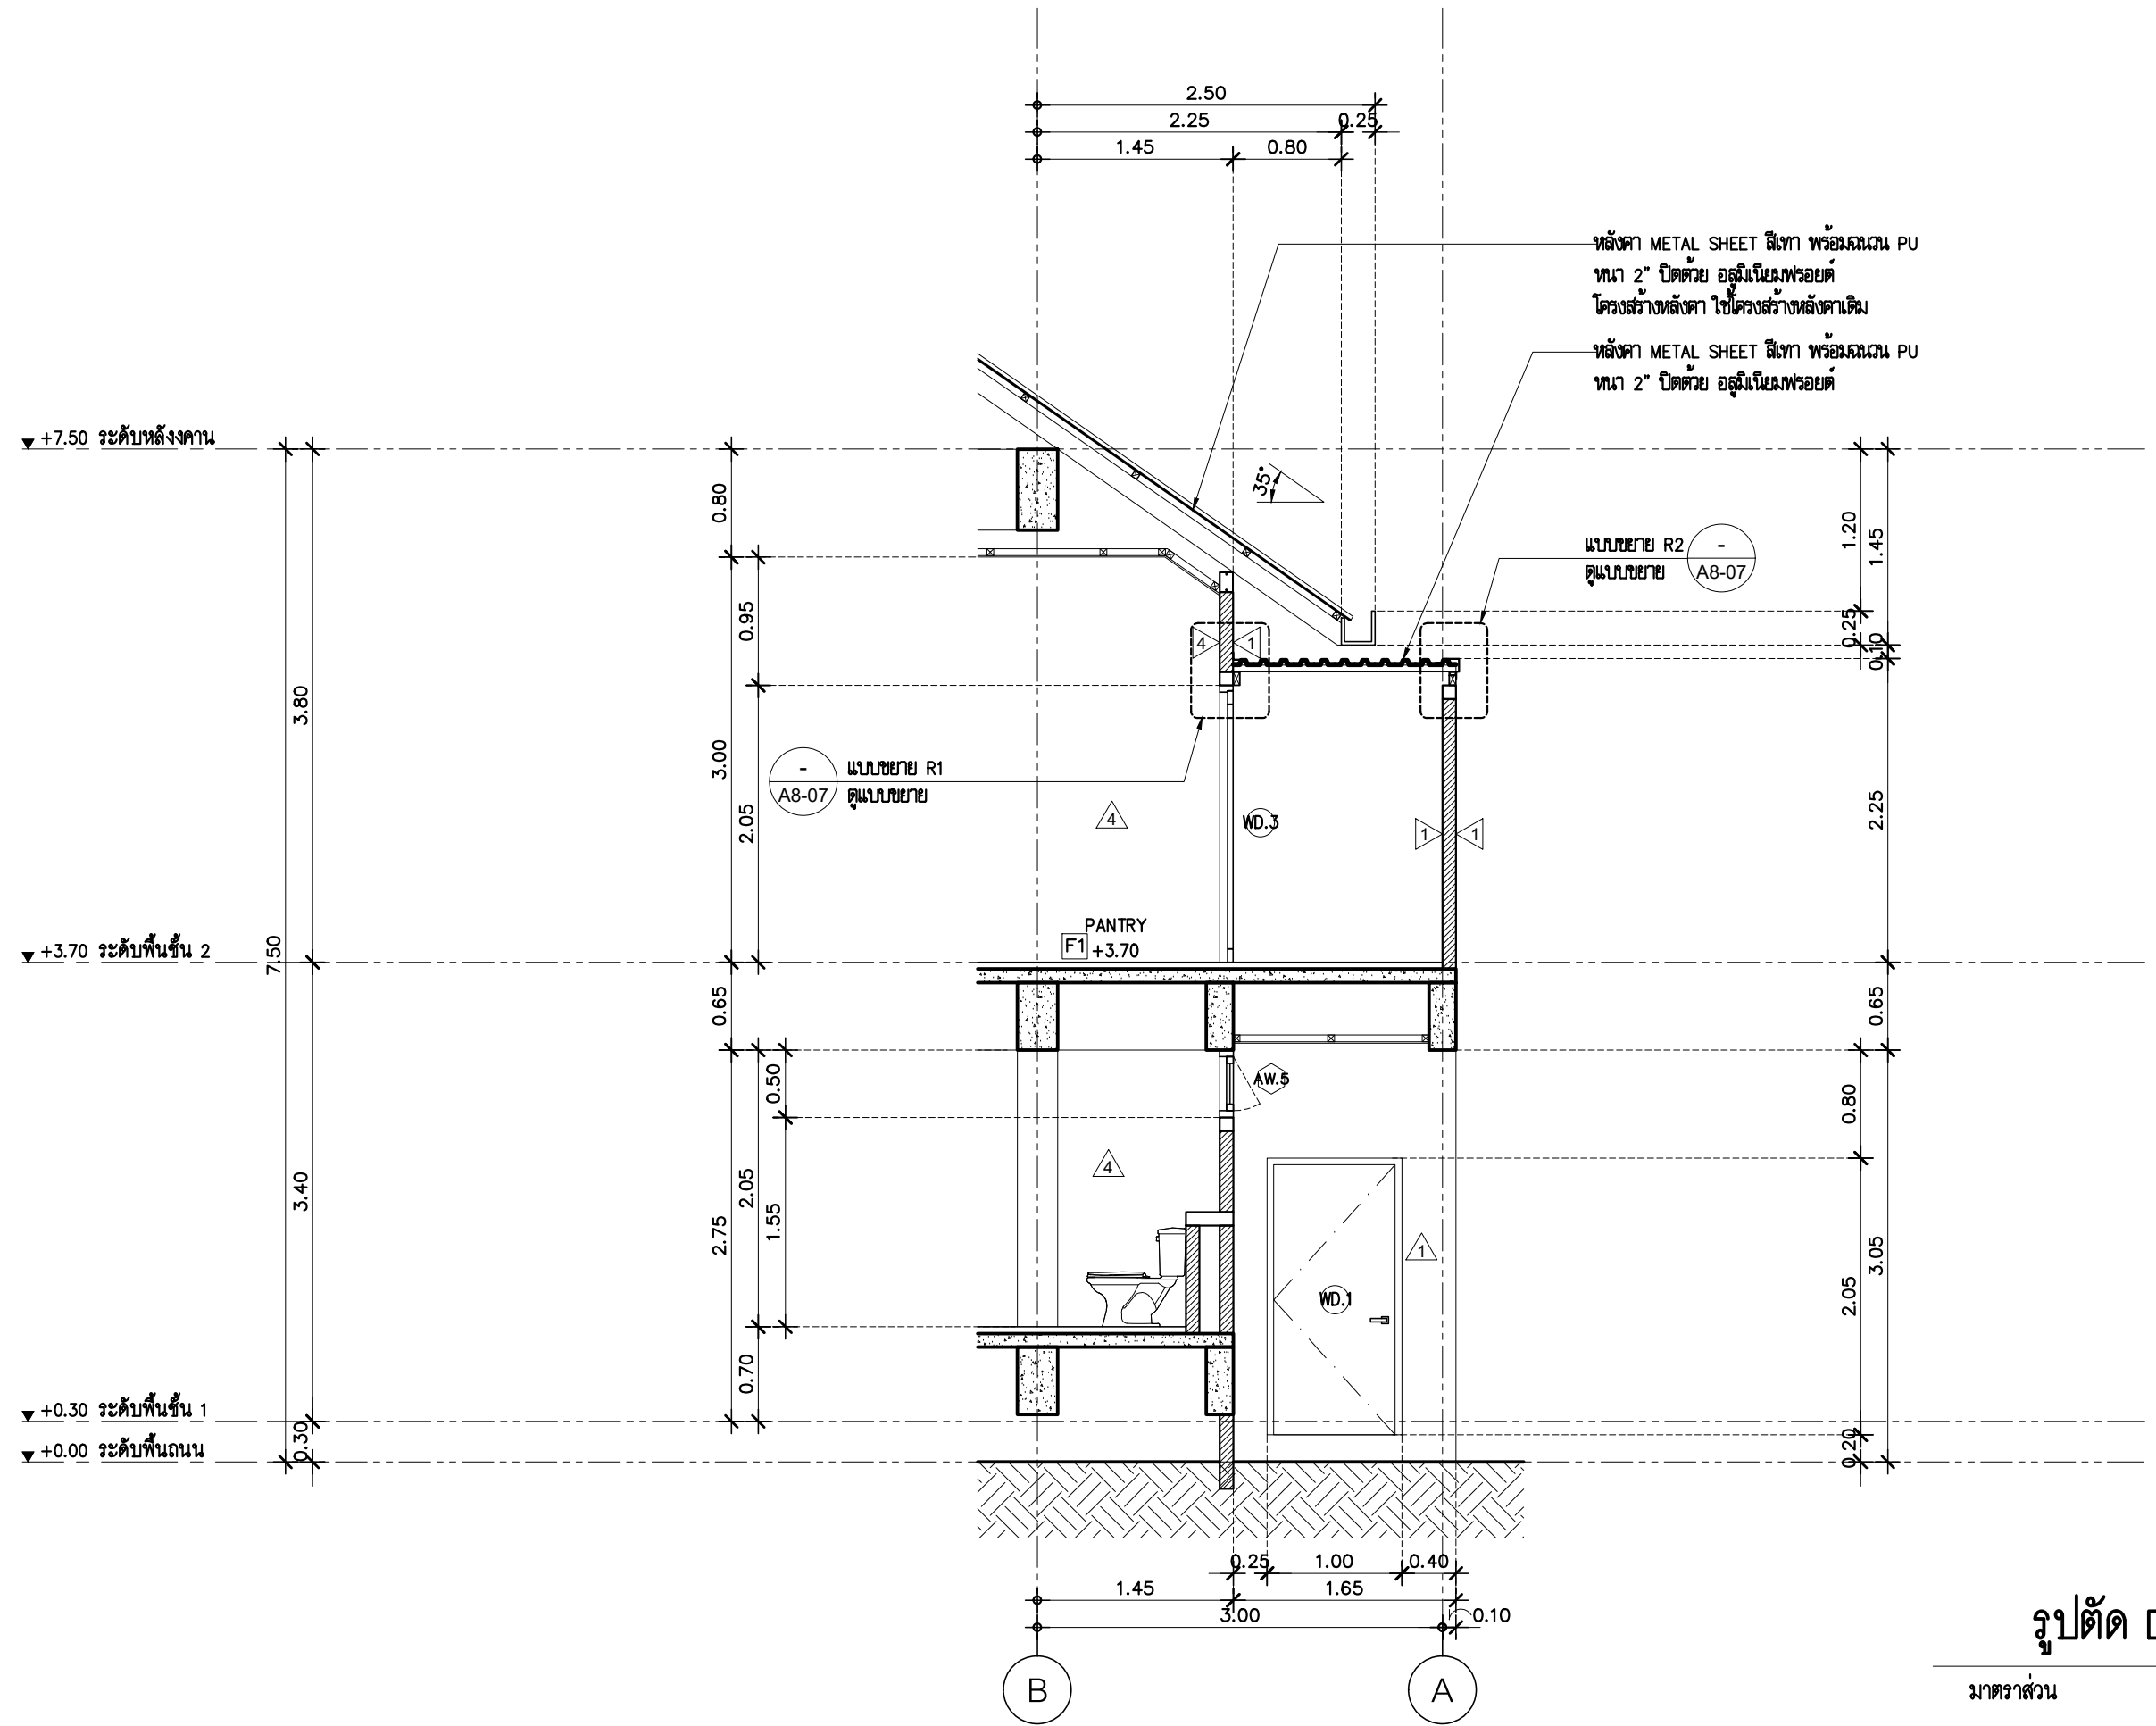 2.50
2.25
0.25
1.45
0.80
หลังคา METAL SHEET สีเทา พร้อมฉนวน PU
หนา 2” ปิดด้วย อลูมิเนียมฟรอยด์
โครงสร้างหลังคา ใช้โครงสร้างหลังคาเดิม
หลังคา METAL SHEET สีเทา พร้อมฉนวน PU
หนา 2” ปิดด้วย อลูมิเนียมฟรอยด์
+7.50 ระดับหลังงคาน
35°
0.80
1.20
1.45
แบบขยาย R2
ดูแบบขยาย
-
A8-07
0.95
0.25
0.10
4
1
3.80
3.00
2.05
-
A8-07
แบบขยาย R1
ดูแบบขยาย
4
WD.3
1
1
2.25
PANTRY
F1 +3.70
+3.70 ระดับพื้นชั้น 2
7.50
0.65
0.65
0.50
AW.5
0.80
4
3.40
2.75
2.05
1.55
1
WD.1
2.05
3.05
0.70
+0.30 ระดับพื้นชั้น 1
0.30
0.20
+0.00 ระดับพื้นถนน
0.25
1.00
0.40
1.45
1.65
3.00
0.10
B
A
รูปตัด
มาตราส่วน